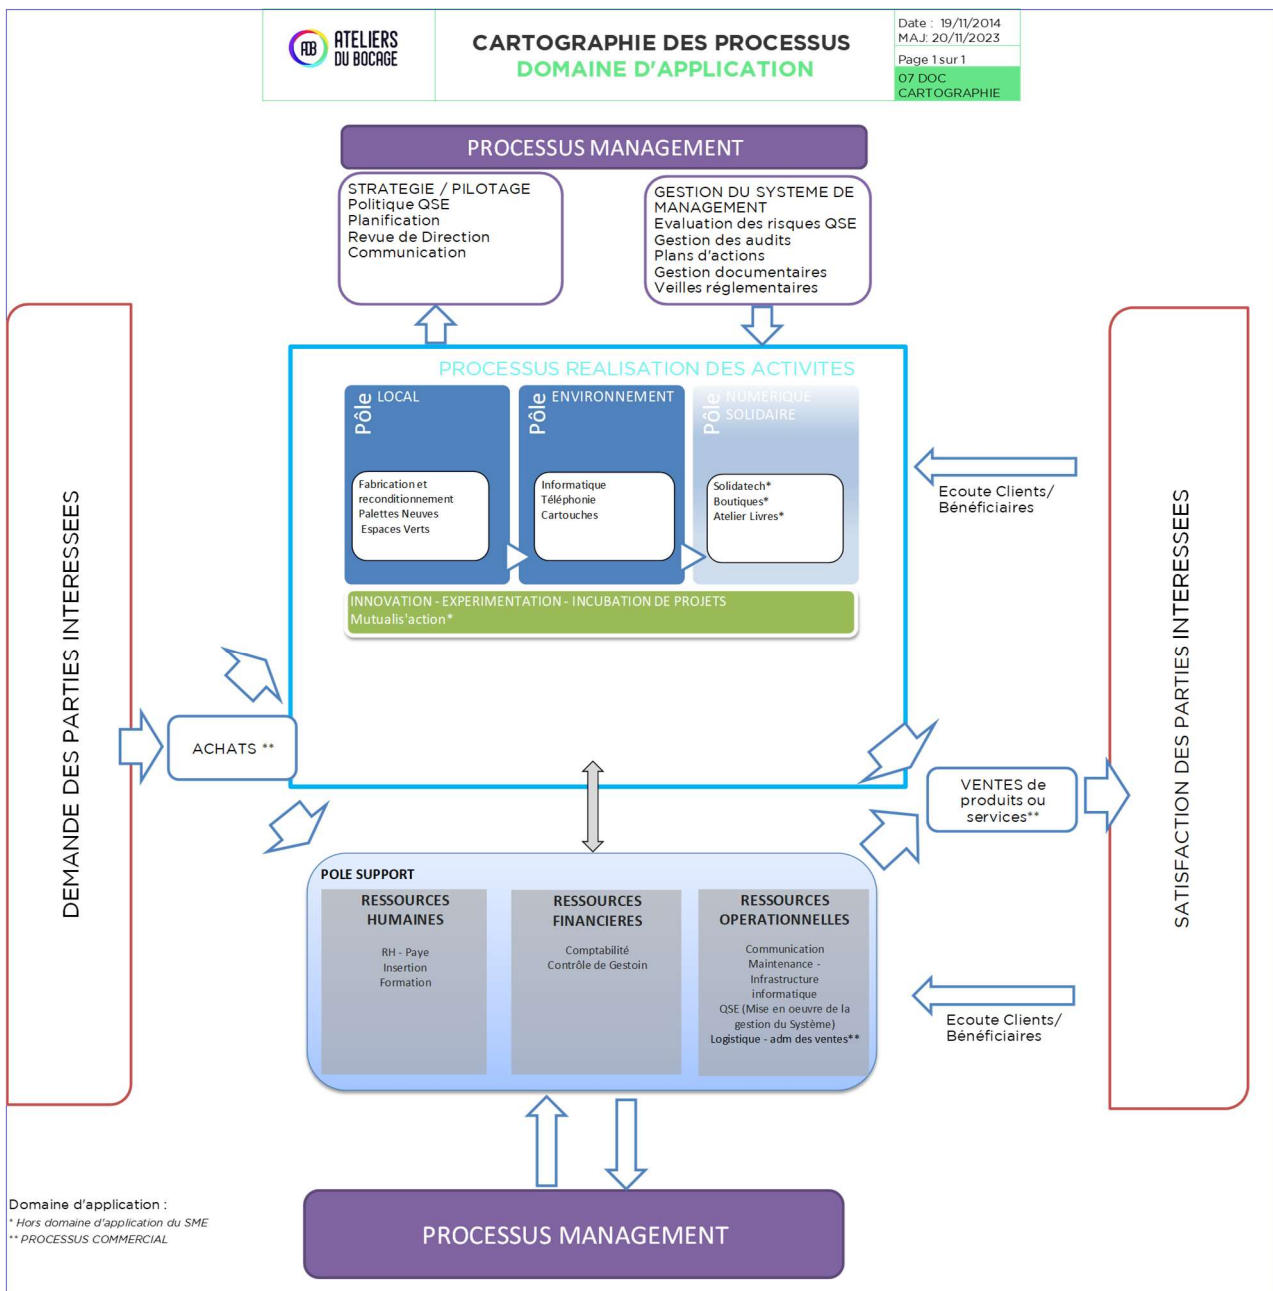 ADB
ATELIERS
DU BOCAGE
CARTOGRAPHIE DES PROCESSUS
DOMAINE D'APPLICATION
Date : 19/11/2014
MAJ: 20/11/2023
Page 1 sur 1
07 DOC
CARTOGRAPHIE
PROCESSUS MANAGEMENT
STRATEGIE / PILOTAGE
Politique QSE
Planification
Revue de Direction
Communication
GESTION DU SYSTEME DE
MANAGEMENT
Evaluation des risques QSE
Gestion des audits
Plans d'actions
Gestion documentaires
Veilles réglementaires
DEMANDE DES PARTIES INTERESSEES
PROCESSUS REALISATION DES ACTIVITES
Pôle LOCAL
Fabrication et
reconditionnement
Palettes Neuves
Espaces Verts
Pôle ENVIRONNEMENT
Informatique
Téléphonie
Cartouches
Pôle NUMERIQUE
SOLIDAIRE
Solidatech*
Boutiques*
Atelier Livres*
INNOVATION - EXPERIMENTATION - INCUBATION DE PROJETS
Mutualis'action*
Ecoute Clients/
Bénéficiaires
SATISFACTION DES PARTIES INTERESSEES
ACHATS **
VENTES de
produits ou
services**
POLE SUPPORT
RESSOURCES
HUMAINES
RH - Paye
Insertion
Formation
RESSOURCES
FINANCIERES
Comptabilité
Contrôle de Gestoin
RESSOURCES
OPERATIONNELLES
Communication
Maintenance -
Infrastructure
informatique
QSE (Mise en oeuvre de la
gestion du Système)
Logistique - adm des ventes**
Ecoute Clients/
Bénéficiaires
PROCESSUS MANAGEMENT
Domaine d'application :
* Hors domaine d'application du SME
** PROCESSUS COMMERCIAL